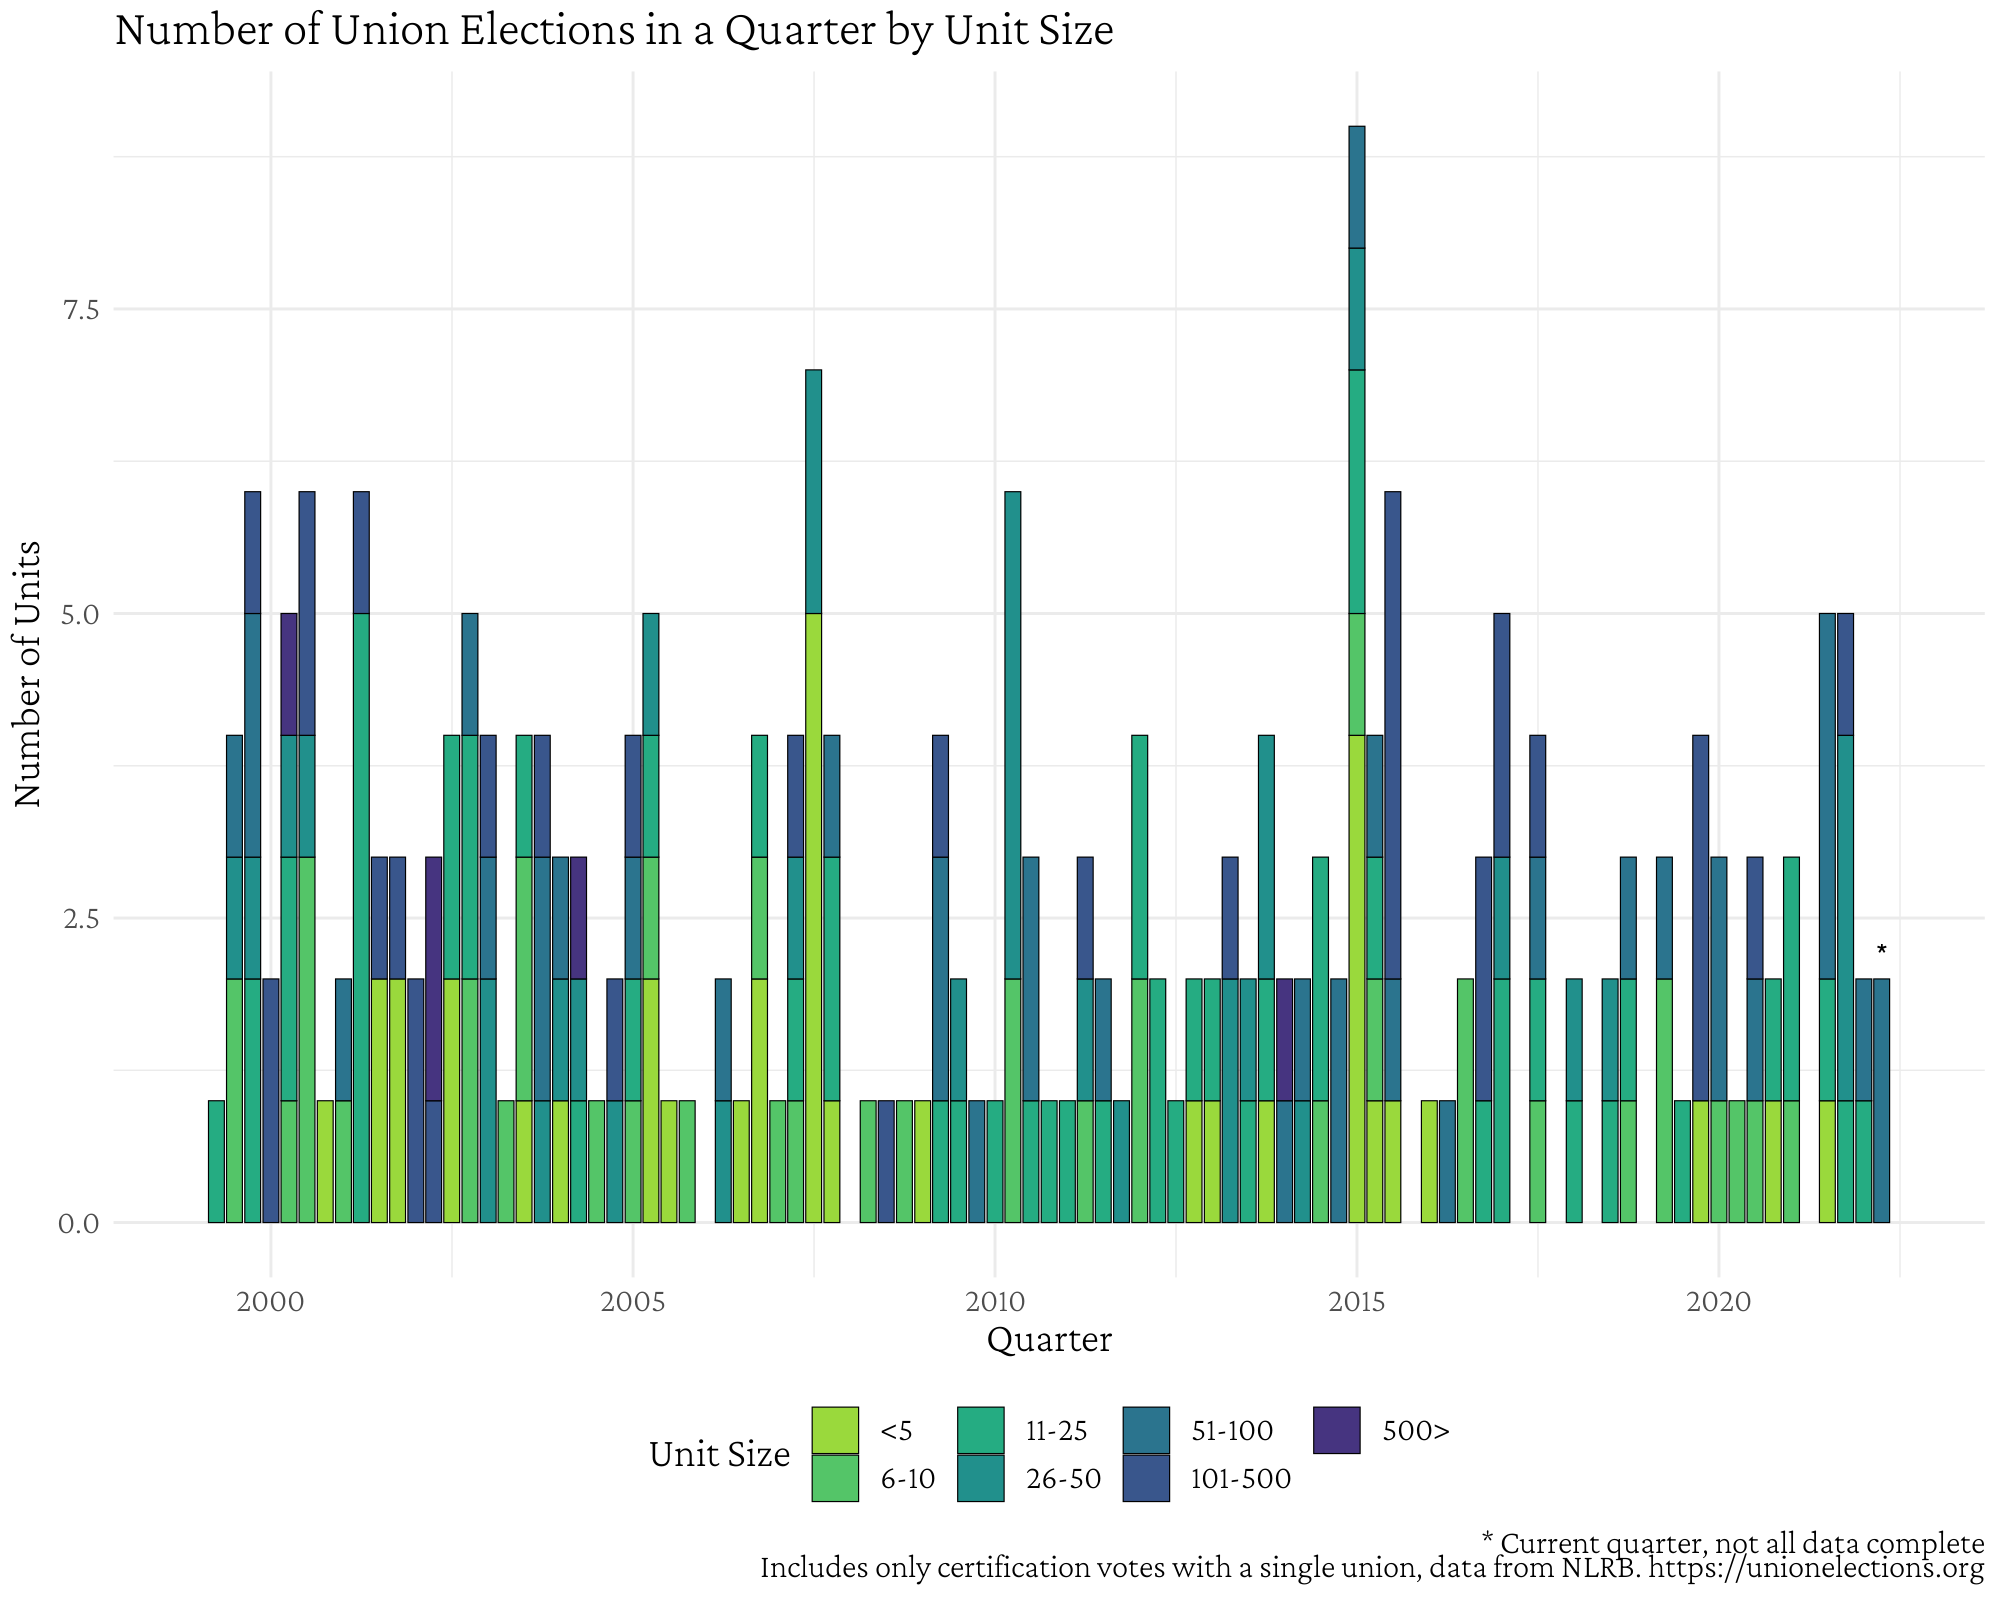 Number of Union Elections in a Quarter by Unit Size
Number of Units
7.5
5.0
2.5
0.0
*
2000 2005 2010 2015 2020
Quarter
Unit Size
<5 11-25 51-100 500>
6-10 26-50 101-500
* Current quarter, not all data complete
Includes only certification votes with a single union, data from NLRB. https://unionelections.org